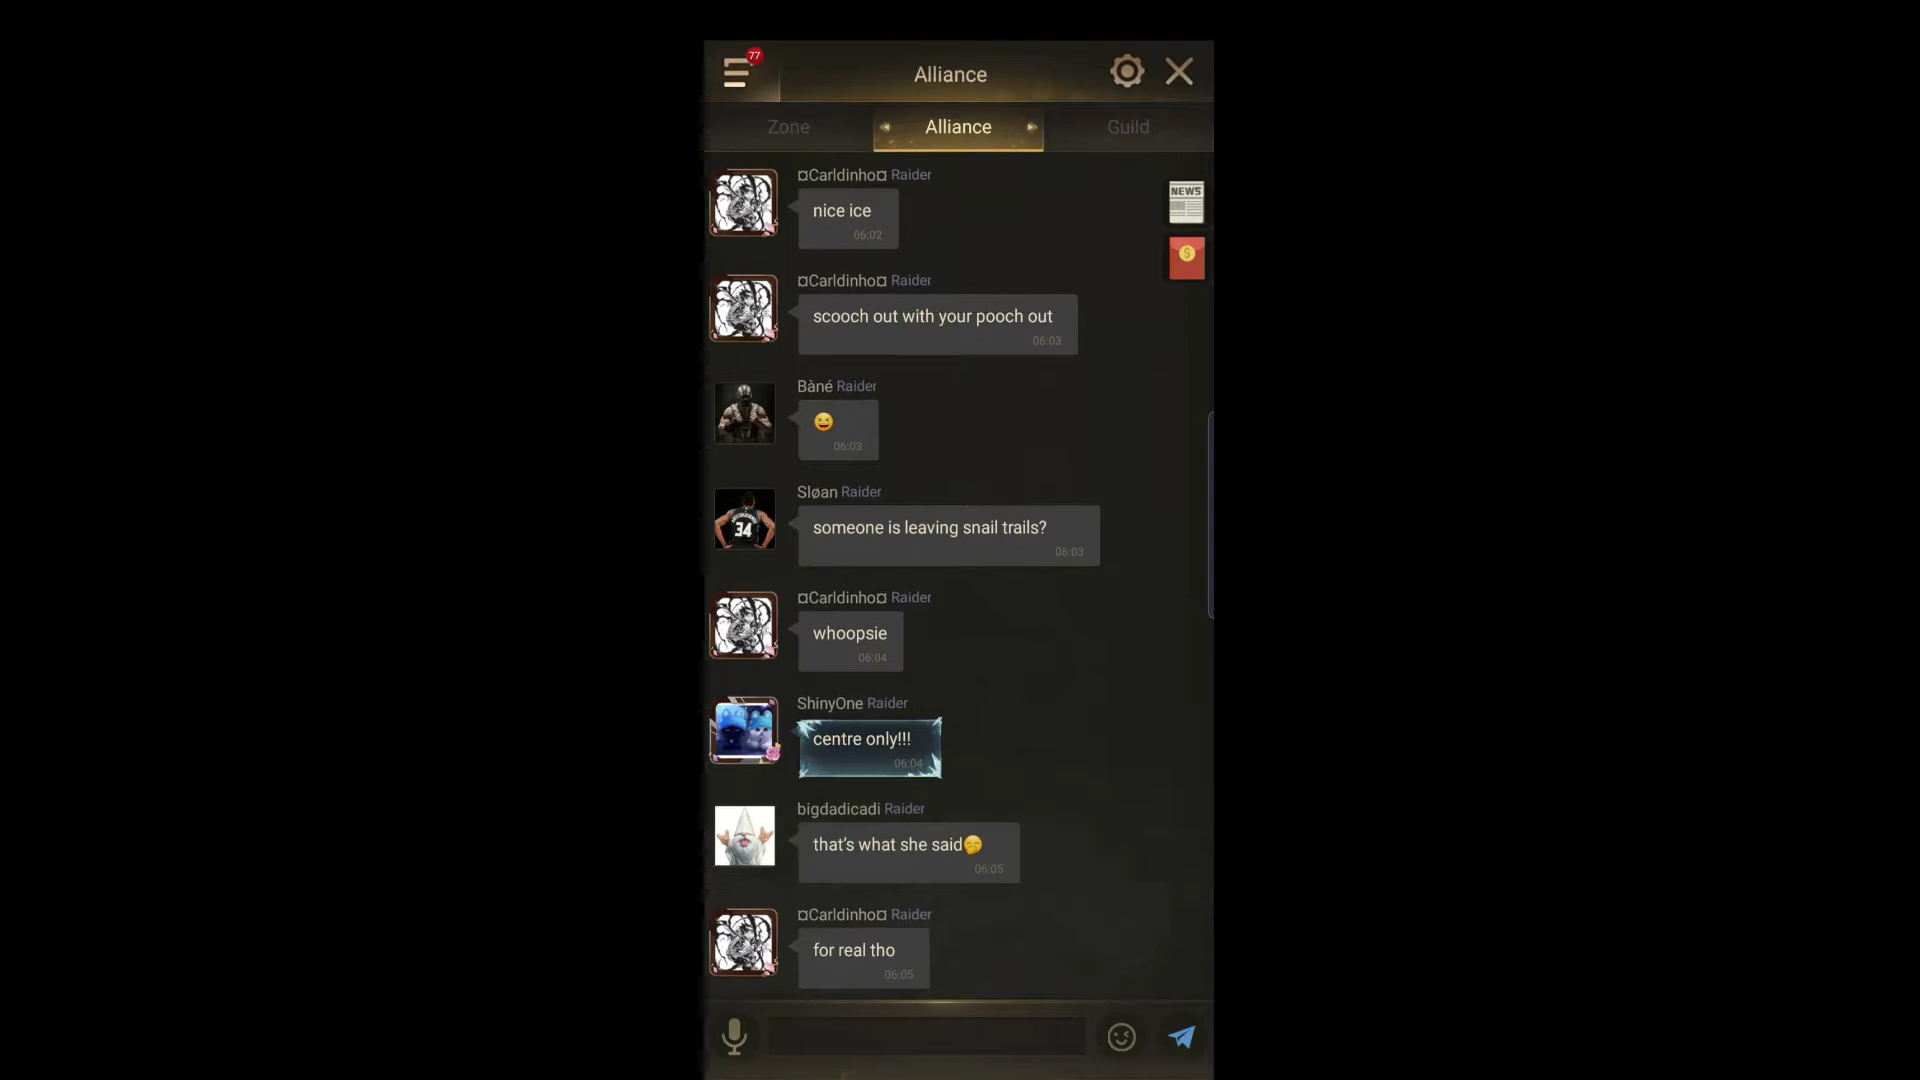 77
Alliance
Zone
Alliance
Guild
¤Carldinho¤ Raider
nice ice
06:02
NEWS
¤Carldinho¤ Raider
scooch out with your pooch out
06:03
Bàné Raider
😆
06:03
Sløan Raider
34
someone is leaving snail trails?
06:03
¤Carldinho¤ Raider
whoopsie
06:04
ShinyOne Raider
centre only!!!
06:04
bigdadicadi Raider
that's what she said🤭
06:05
¤Carldinho¤ Raider
for real tho
06:05